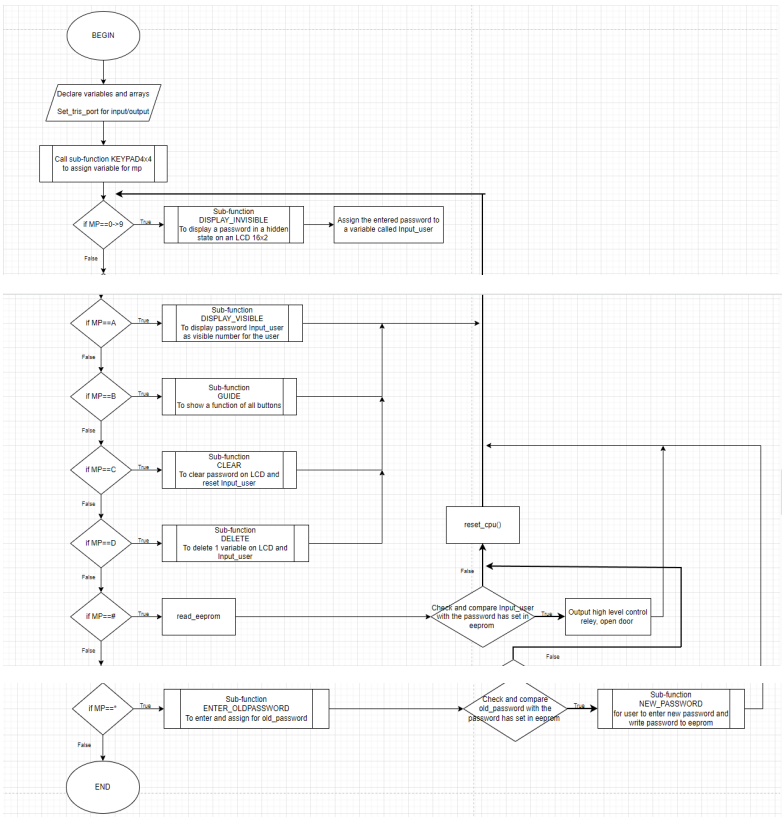 BEGIN
Declare variables and arrays
Set_tris_port for input/output
Call sub-function KEYPAD4x4
to assign variable for mp
if MP==0->9
True
Sub-function
DISPLAY_INVISIBLE
To display a password in a hidden
state on an LCD 16x2
Assign the entered password to
a variable called Input_user
False
if MP==A
True
Sub-function
DISPLAY_VISIBLE
To display password Input_user
as visible number for the user
False
if MP==B
True
Sub-function
GUIDE
To show a function of all buttons
False
if MP==C
True
Sub-function
CLEAR
To clear password on LCD and
reset Input_user
False
if MP==D
True
Sub-function
DELETE
To delete 1 variable on LCD and
Input_user
reset_cpu()
False
False
if MP==#
True
read_eeprom
Check and compare Input_user
with the password has set in
eeprom
True
Output high level control
reley, open door
False
False
if MP==*
True
Sub-function
ENTER_OLDPASSWORD
To enter and assign for old_password
Check and compare
old_password with the
password has set in eeprom
True
Sub-function
NEW_PASSWORD
for user to enter new password and
write password to eeprom
False
END